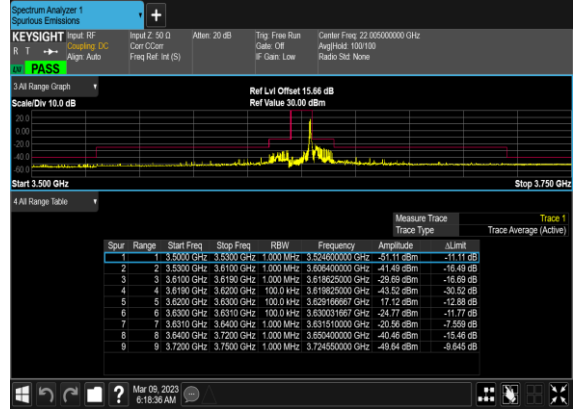 Spectrum Analyzer 1
Spurious Emissions
KEYSIGHT Input: RF Input Z: 50 Ω Atten: 20 dB Trig: Free Run Center Freq: 22.005000000 GHz
R T Coupling: DC Corr CCorr Gate: Off Avg|Hold: 100/100
Align: Auto Freq Ref: Int (S) IF Gain: Low Radio Std: None
PASS
3 All Range Graph
Ref Lvl Offset 15.66 dB
Scale/Div 10.0 dB Ref Value 30.00 dBm
20.0
0.00
-20.0
-40.0
-60.0
Start 3.500 GHz Stop 3.750 GHz
4 All Range Table
Measure Trace Trace 1
Trace Type Trace Average (Active)
Spur Range Start Freq Stop Freq RBW Frequency Amplitude ΔLimit
1 1 3.5000 GHz 3.5300 GHz 1.000 MHz 3.524600000 GHz -51.11 dBm -11.11 dB
2 2 3.5300 GHz 3.6100 GHz 1.000 MHz 3.606400000 GHz -41.49 dBm -16.49 dB
3 3 3.6100 GHz 3.6190 GHz 1.000 MHz 3.618625000 GHz -29.69 dBm -16.69 dB
4 4 3.6190 GHz 3.6200 GHz 100.0 kHz 3.619825000 GHz -43.52 dBm -30.52 dB
5 5 3.6200 GHz 3.6300 GHz 100.0 kHz 3.629166667 GHz 17.12 dBm -12.88 dB
6 6 3.6300 GHz 3.6310 GHz 100.0 kHz 3.630031667 GHz -24.77 dBm -11.77 dB
7 7 3.6310 GHz 3.6400 GHz 1.000 MHz 3.631510000 GHz -20.56 dBm -7.559 dB
8 8 3.6400 GHz 3.7200 GHz 1.000 MHz 3.650400000 GHz -40.46 dBm -15.46 dB
9 9 3.7200 GHz 3.7500 GHz 1.000 MHz 3.724550000 GHz -49.64 dBm -9.645 dB
? Mar 09, 2023
6:18:36 AM